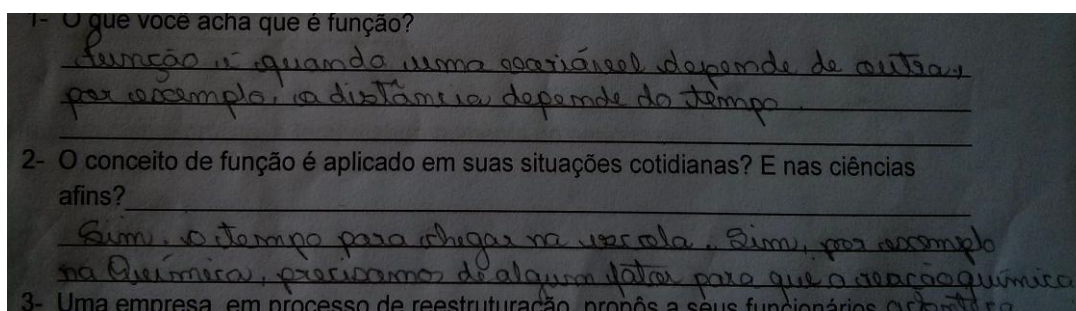 1- O que você acha que é função?
função é quando uma variável depende de outra,
por exemplo, a distância depende do tempo.
2- O conceito de função é aplicado em suas situações cotidianas? E nas ciências
afins?
Sim. o tempo para chegar na escola. Sim, por exemplo
na Química, precisamos de algum fator para que a reação química
3- Uma empresa, em processo de reestruturação, propôs a seus funcionários aconteça